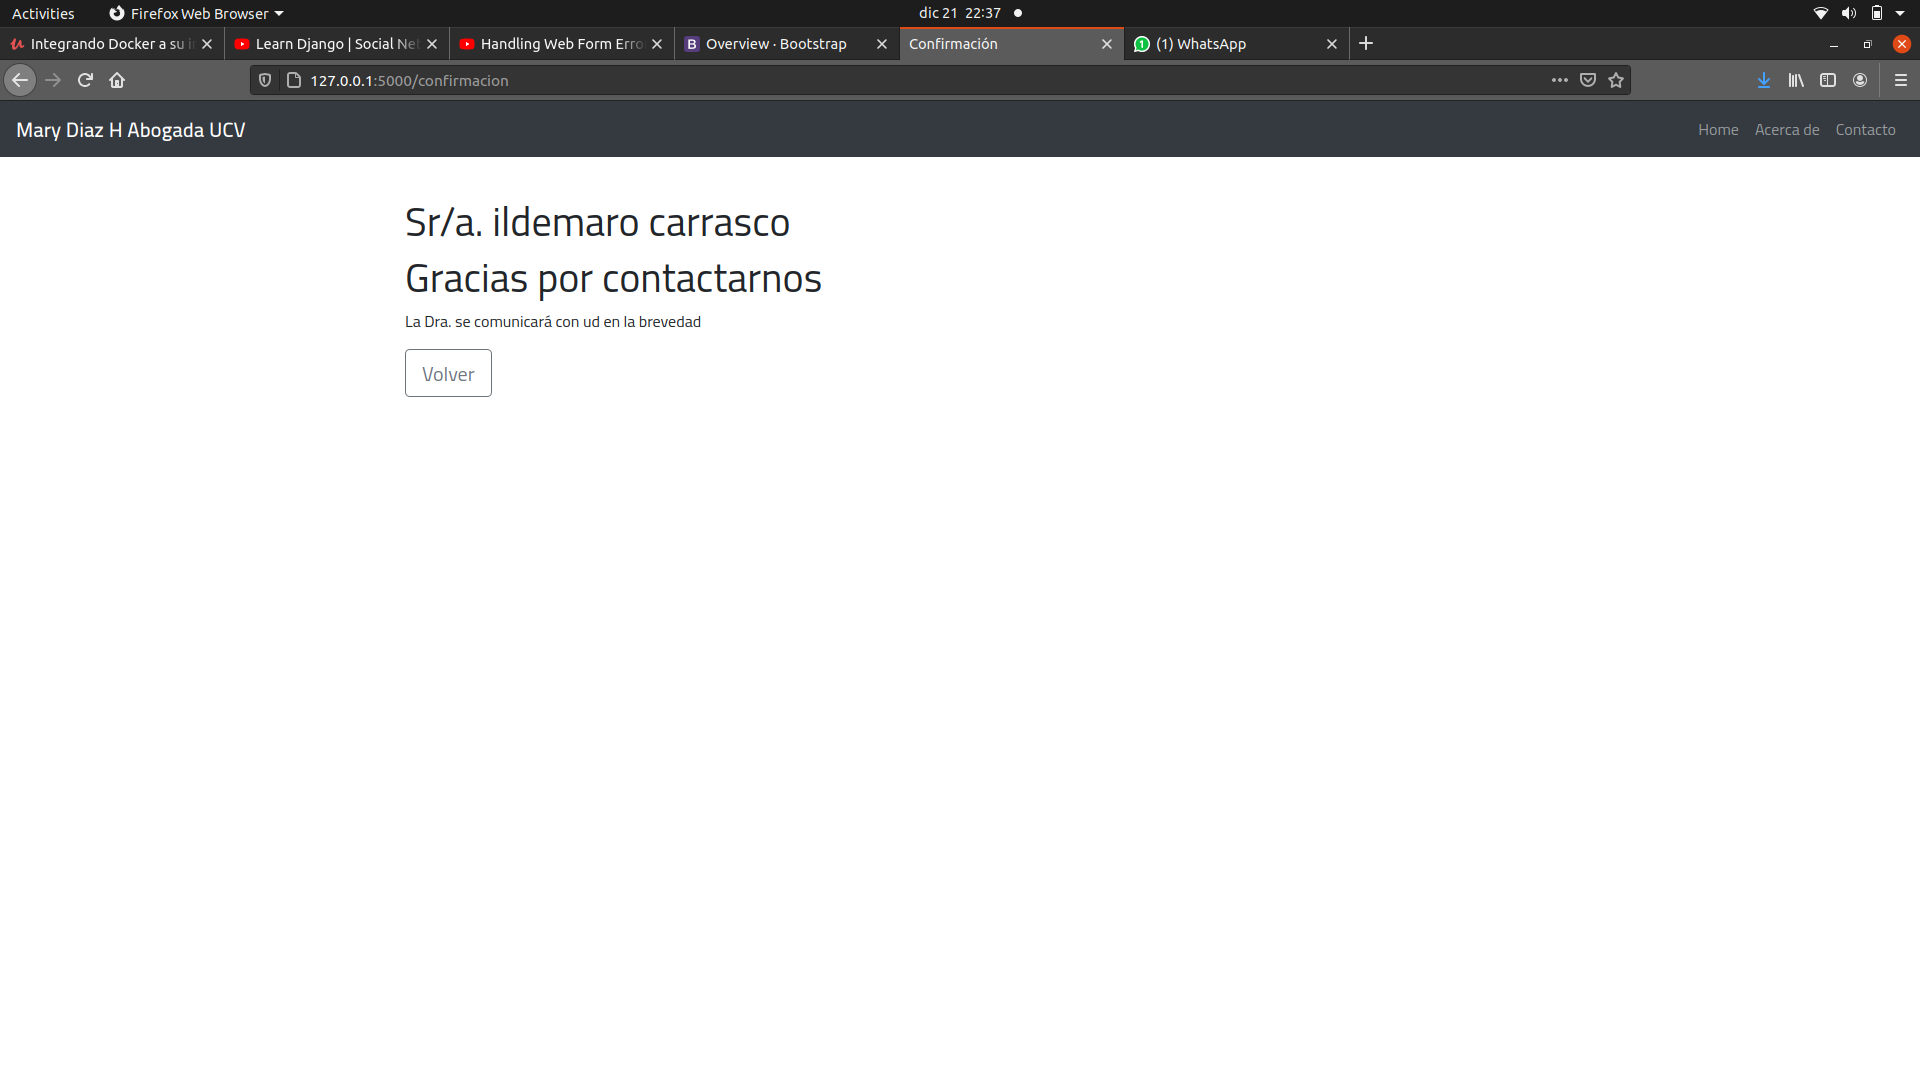 Activities Firefox Web Browser dic 21 22:37
Integrando Docker a su i Learn Django | Social Net Handling Web Form Erro Overview · Bootstrap Confirmación (1) WhatsApp
127.0.0.1:5000/confirmacion
Mary Diaz H Abogada UCV Home Acerca de Contacto
Sr/a. ildemaro carrasco
Gracias por contactarnos
La Dra. se comunicará con ud en la brevedad
Volver